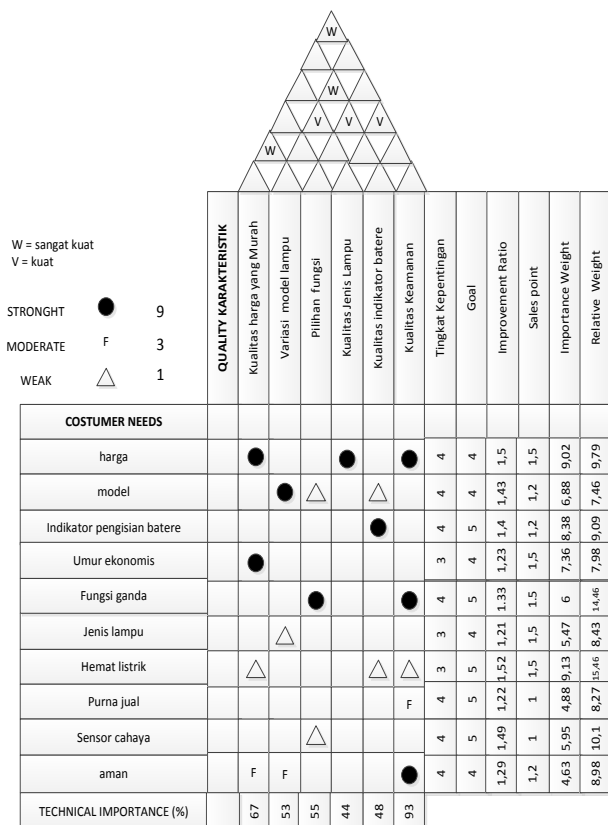 W
W
V V V
W
W = sangat kuat
V = kuat
STRONGHT 9
MODERATE F 3
WEAK 1
QUALITY KARAKTERISTIK
Kualitas harga yang Murah
Variasi model lampu
Pilihan fungsi
Kualitas Jenis Lampu
Kualitas indikator batere
Kualitas Keamanan
Tingkat Kepentingan
Goal
Improvement Ratio
Sales point
Importance Weight
Relative Weight
COSTUMER NEEDS
harga 4 4 1,5 1,5 9,02 9,79
model 4 4 1,43 1,2 6,88 7,46
Indikator pengisian batere 4 5 1,4 1,2 8,38 9,09
Umur ekonomis 3 4 1,23 1,5 7,36 7,98
Fungsi ganda 4 5 1.33 1.5 6 14,46
Jenis lampu 3 4 1,21 1,5 5,47 8,43
Hemat listrik 3 5 1,52 1,5 9,13 15,46
Purna jual F 4 5 1,22 1 4,88 8,27
Sensor cahaya 4 5 1,49 1 5,95 10,1
aman F F 4 4 1,29 1,2 4,63 8,98
TECHNICAL IMPORTANCE (%) 67 53 55 44 48 93